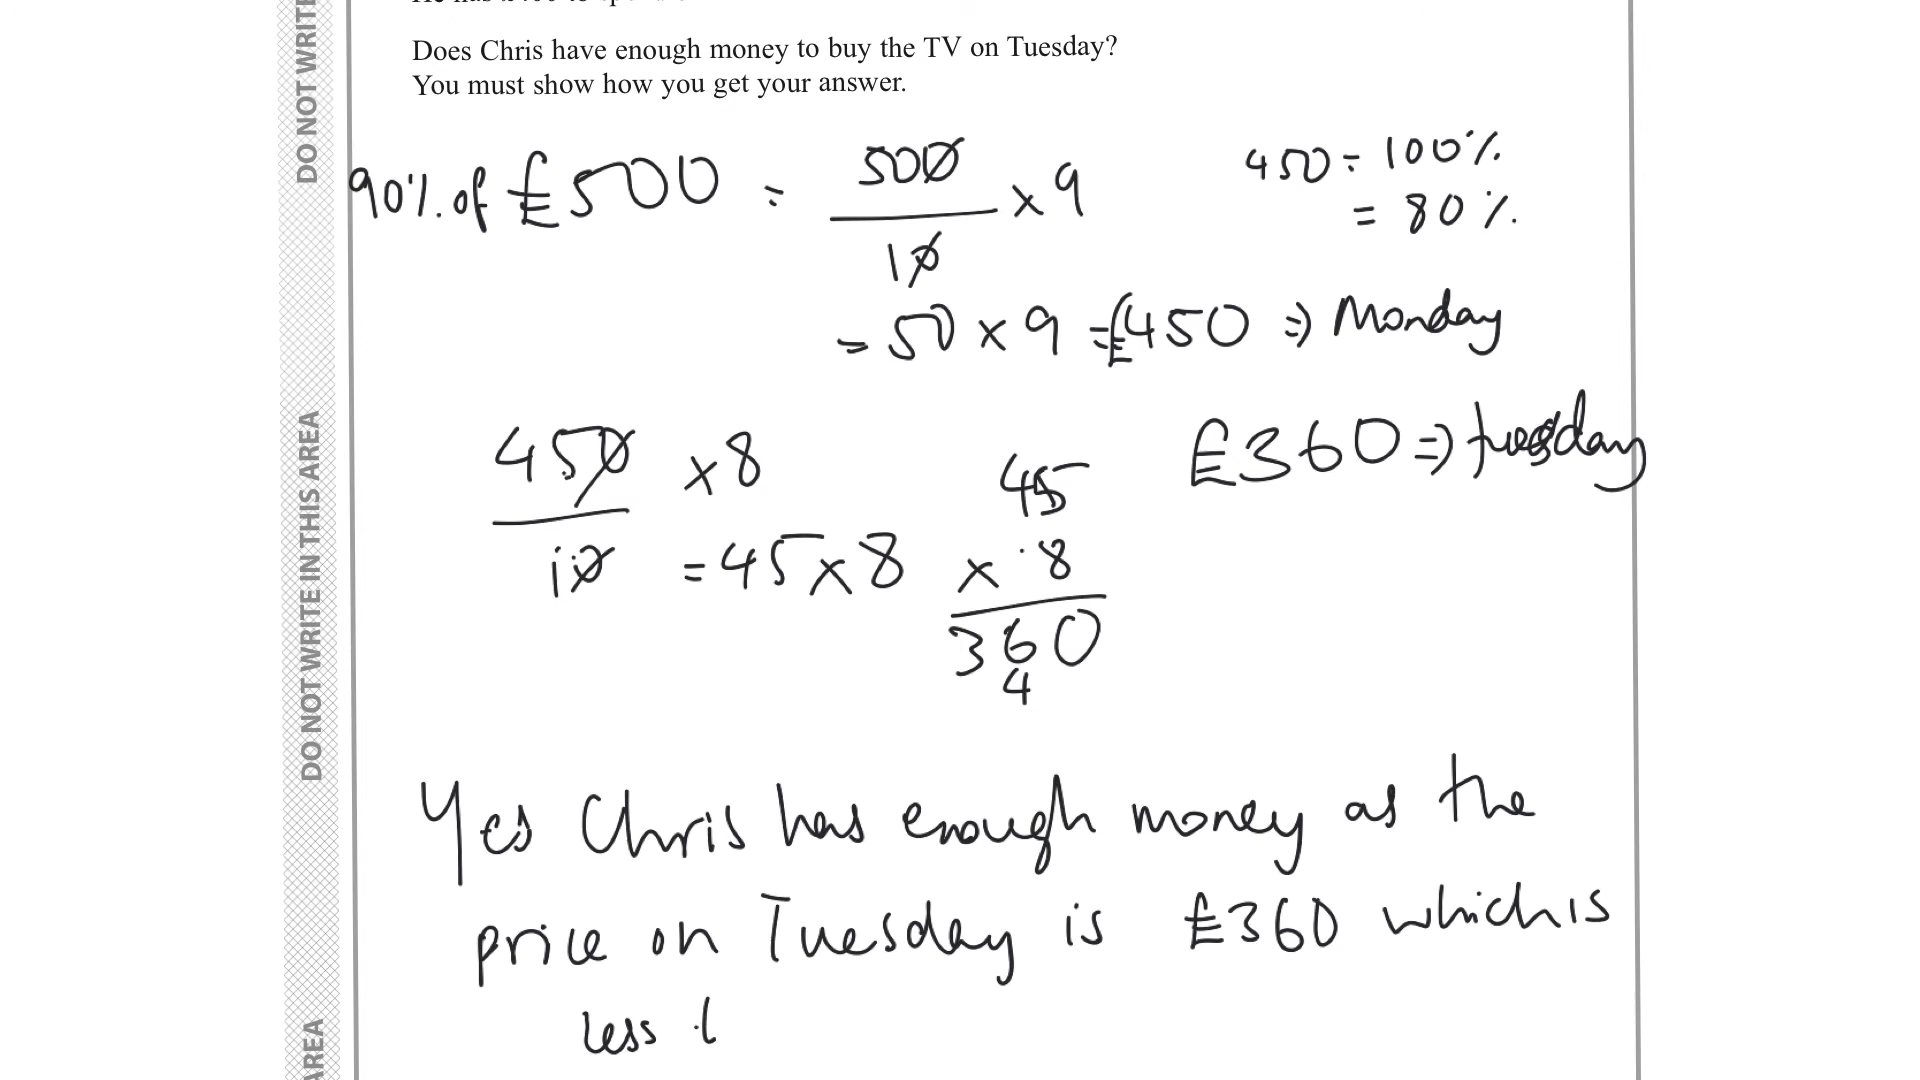 Does Chris have enough money to buy the TV on Tuesday?
You must show how you get your answer.
90% of £500 = 500/10 × 9
450 = 100%
= 80%
= 50 × 9 = £450 ⇒ Monday
£360 ⇒ tuesday
450/10 × 8
= 45 × 8
45
× 8
360
4
Yes Chris has enough money as the
price on Tuesday is £360 which is
less t
DO NOT WRITE
DO NOT WRITE IN THIS AREA
AREA